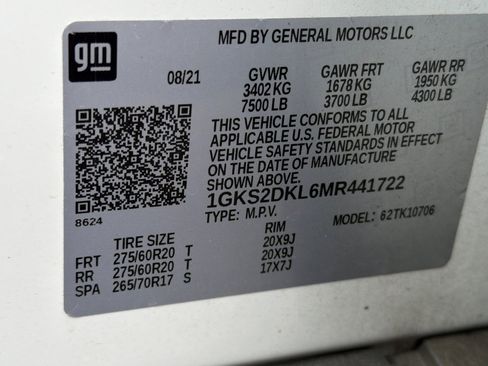 gm
MFD BY GENERAL MOTORS LLC
08/21 GVWR GAWR FRT GAWR RR
3402 KG 1678 KG 1950 KG
7500 LB 3700 LB 4300 LB
THIS VEHICLE CONFORMS TO ALL
APPLICABLE U.S. FEDERAL MOTOR
VEHICLE SAFETY STANDARDS IN EFFECT
ON THE DATE OF MANUFACTURE
SHOWN ABOVE.
1GKS2DKL6MR441722
8624
TYPE: M.P.V. MODEL: 62TK10706
TIRE SIZE RIM
FRT 275/60R20 T 20X9J
RR 275/60R20 T 20X9J
SPA 265/70R17 S 17X7J